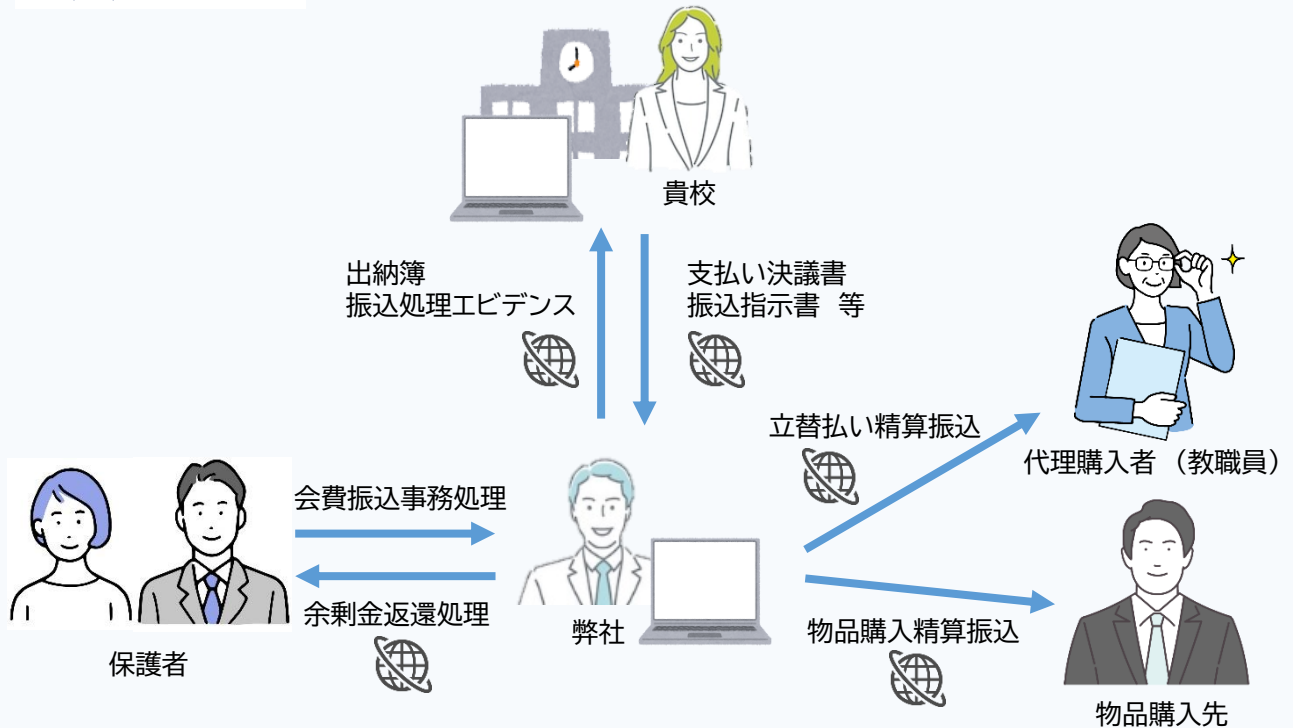 貴校
出納簿
振込処理エビデンス
支払い決議書
振込指示書 等
立替払い精算振込
代理購入者（教職員）
会費振込事務処理
余剰金返還処理
保護者
弊社
物品購入精算振込
物品購入先